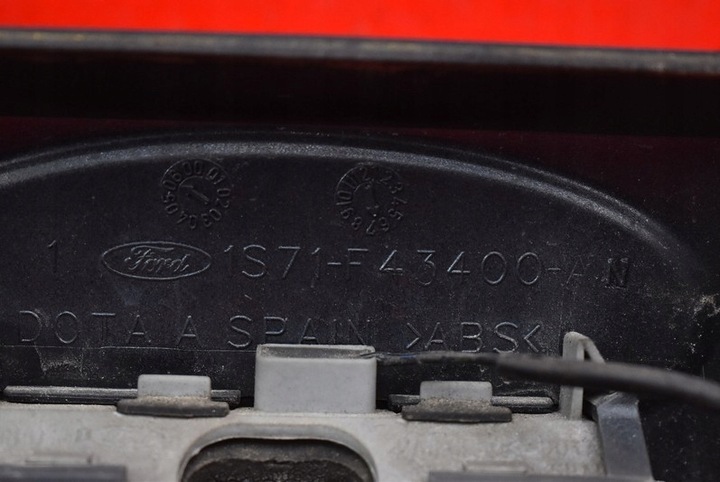 1 Ford 1S71-F43400-AN
DOTA A SPAIN >ABS<